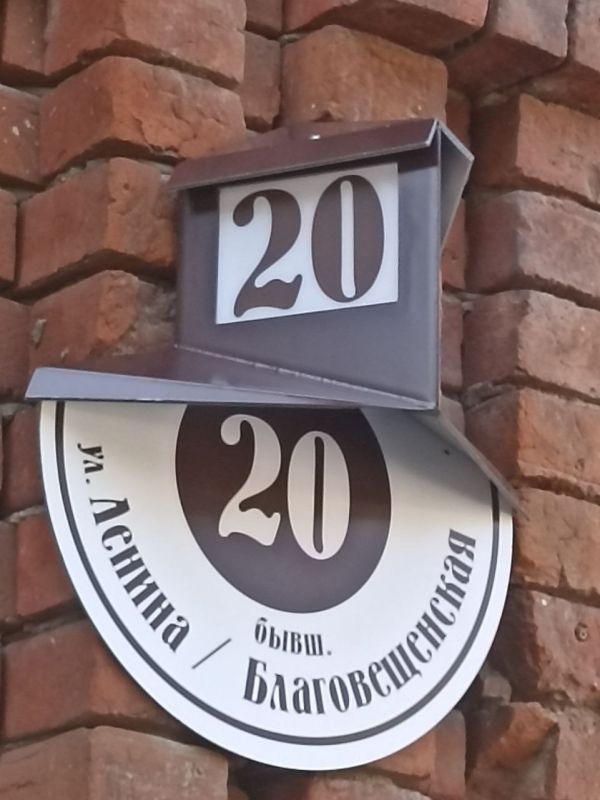 20
20
ул. Ленина /
бывш.
Благовещенская